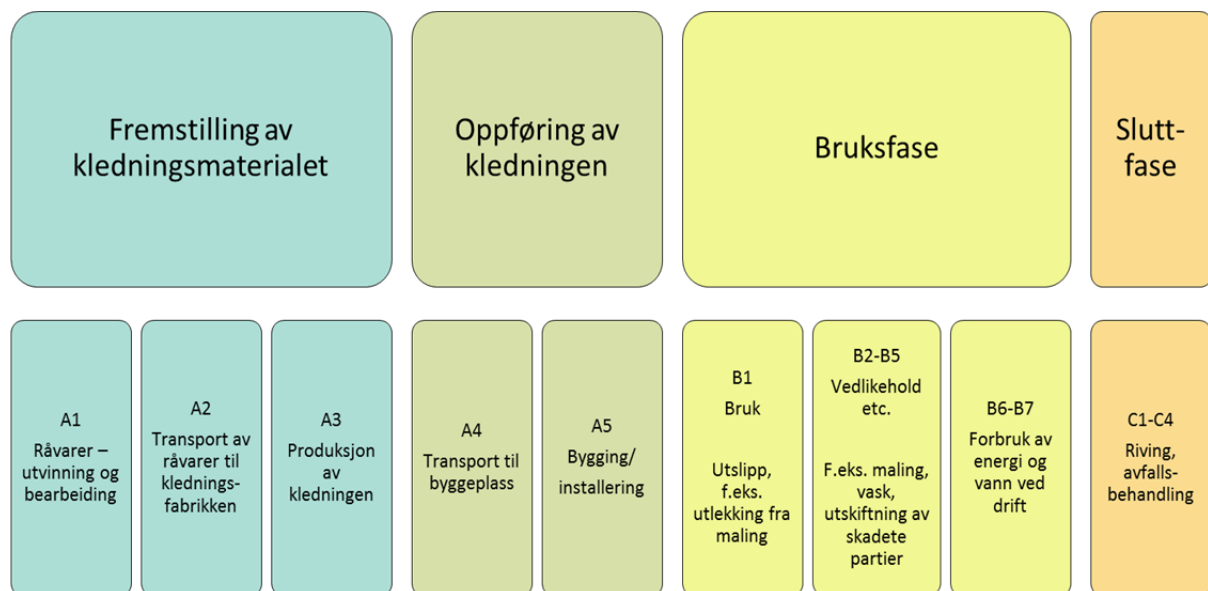 Fremstilling av
kledningsmaterialet
Oppføring av
kledningen
Bruksfase
Slutt-
fase
A1
Råvarer –
utvinning og
bearbeiding
A2
Transport av
råvarer til
klednings-
fabrikken
A3
Produksjon
av
kledningen
A4
Transport til
byggeplass
A5
Bygging/
installering
B1
Bruk
Utslipp,
f.eks.
utlekking fra
maling
B2-B5
Vedlikehold
etc.
F.eks. maling,
vask,
utskiftning av
skadete
partier
B6-B7
Forbruk av
energi og
vann ved
drift
C1-C4
Riving,
avfalls-
behandling